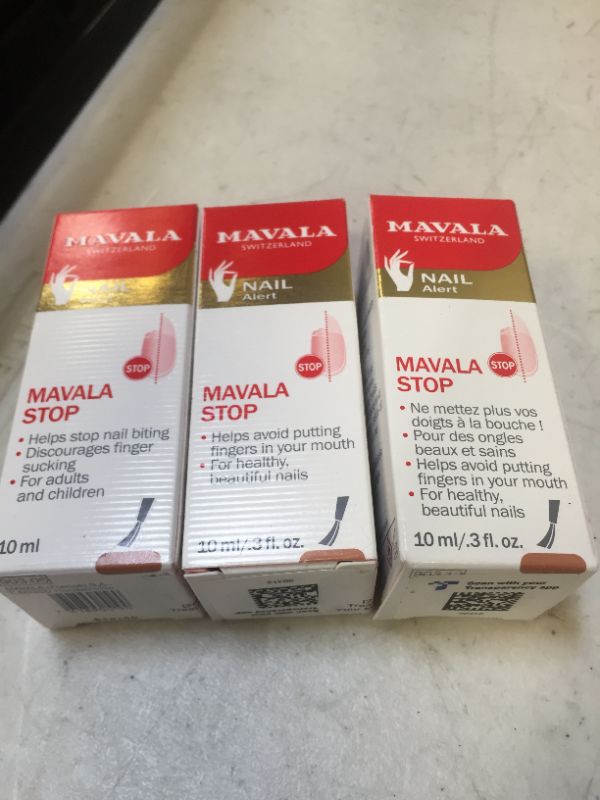 MAVALA
SWITZERLAND
NAIL
STOP
MAVALA
STOP
• Helps stop nail biting
• Discourages finger
sucking
• For adults
and children
10 ml
MAVALA
SWITZERLAND
NAIL
Alert
STOP
MAVALA
STOP
• Helps avoid putting
fingers in your mouth
• For healthy,
beautiful nails
10 ml/.3 fl. oz.
MAVALA
SWITZERLAND
NAIL
Alert
STOP
MAVALA
STOP
• Ne mettez plus vos
doigts à la bouche !
• Pour des ongles
beaux et sains
• Helps avoid putting
fingers in your mouth
• For healthy,
beautiful nails
10 ml/.3 fl. oz.
Scan with your
Transparency app